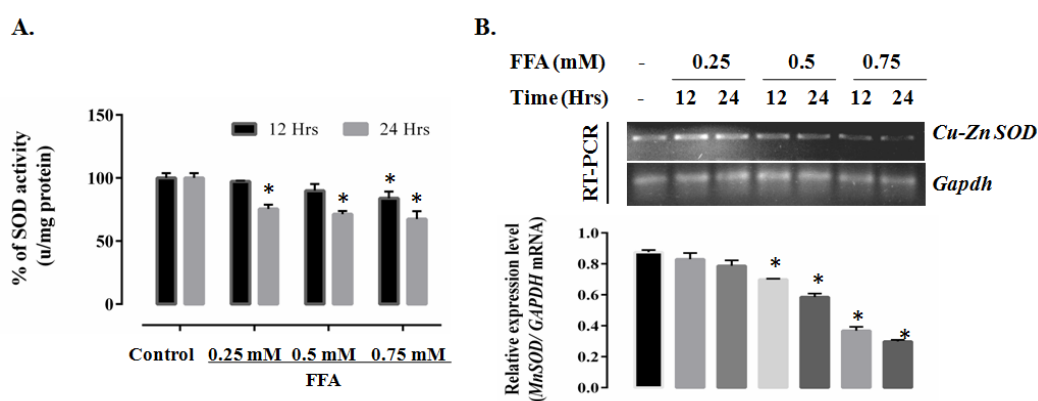 A.
% of SOD activity
(u/mg protein)
150
100
50
0
12 Hrs 24 Hrs
* * * *
Control 0.25 mM 0.5 mM 0.75 mM
FFA
B.
FFA (mM) - 0.25 0.5 0.75
Time (Hrs) - 12 24 12 24 12 24
RT-PCR
Cu-Zn SOD
Gapdh
Relative expression level
(MnSOD/ GAPDH mRNA)
1.0
0.8
0.6
0.4
0.2
0.0
* * * *